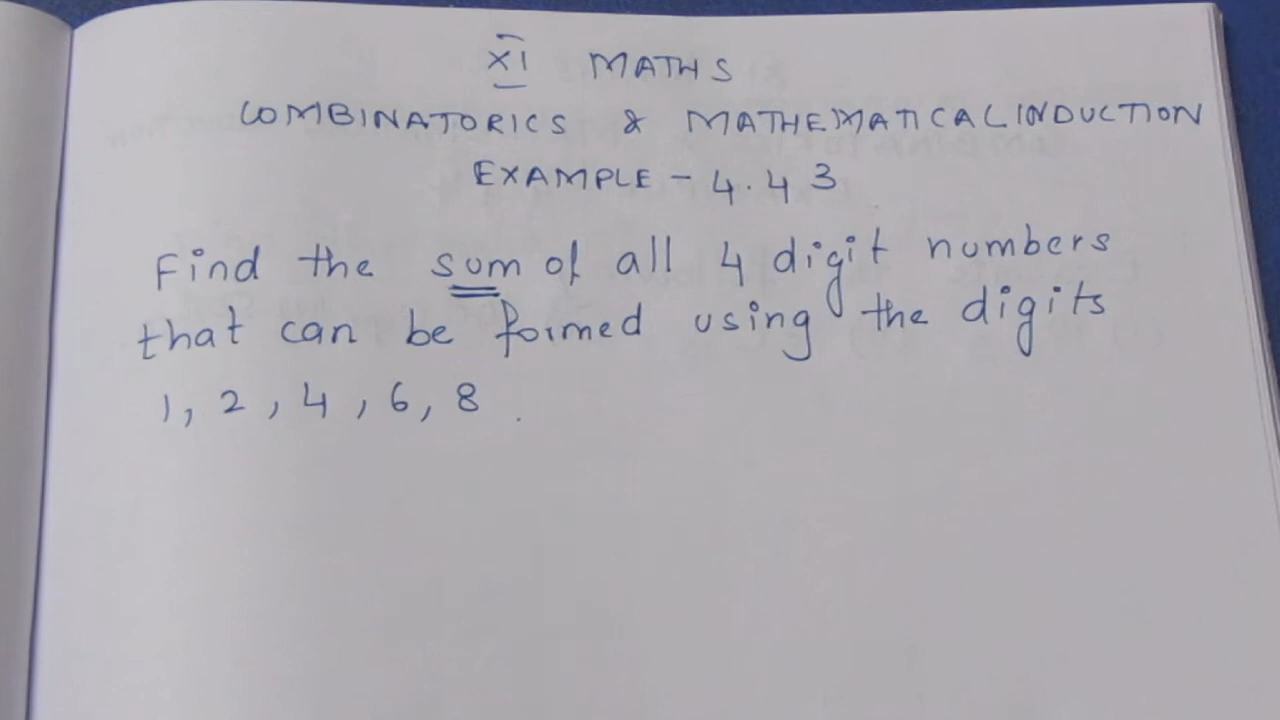 XI MATHS
COMBINATORICS & MATHEMATICAL INDUCTION
EXAMPLE - 4.43
Find the sum of all 4 digit numbers
that can be formed using the digits
1, 2, 4, 6, 8.